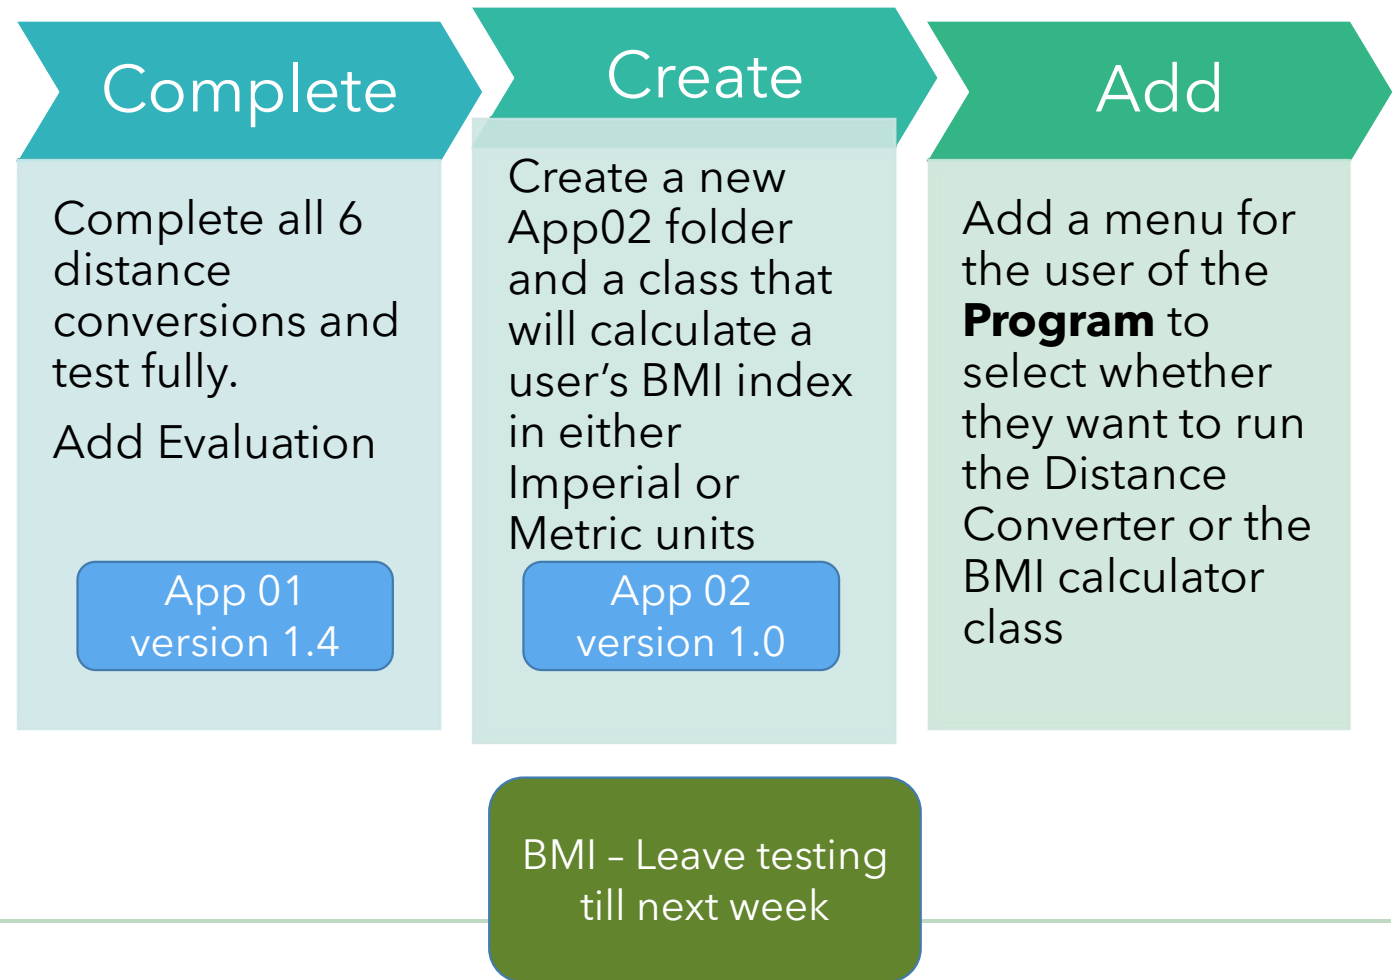 Complete
Complete all 6
distance
conversions and
test fully.
Add Evaluation
App 01
version 1.4
Create
Create a new
App02 folder
and a class that
will calculate a
user’s BMI index
in either
Imperial or
Metric units
App 02
version 1.0
Add
Add a menu for
the user of the
Program to
select whether
they want to run
the Distance
Converter or the
BMI calculator
class
BMI – Leave testing
till next week